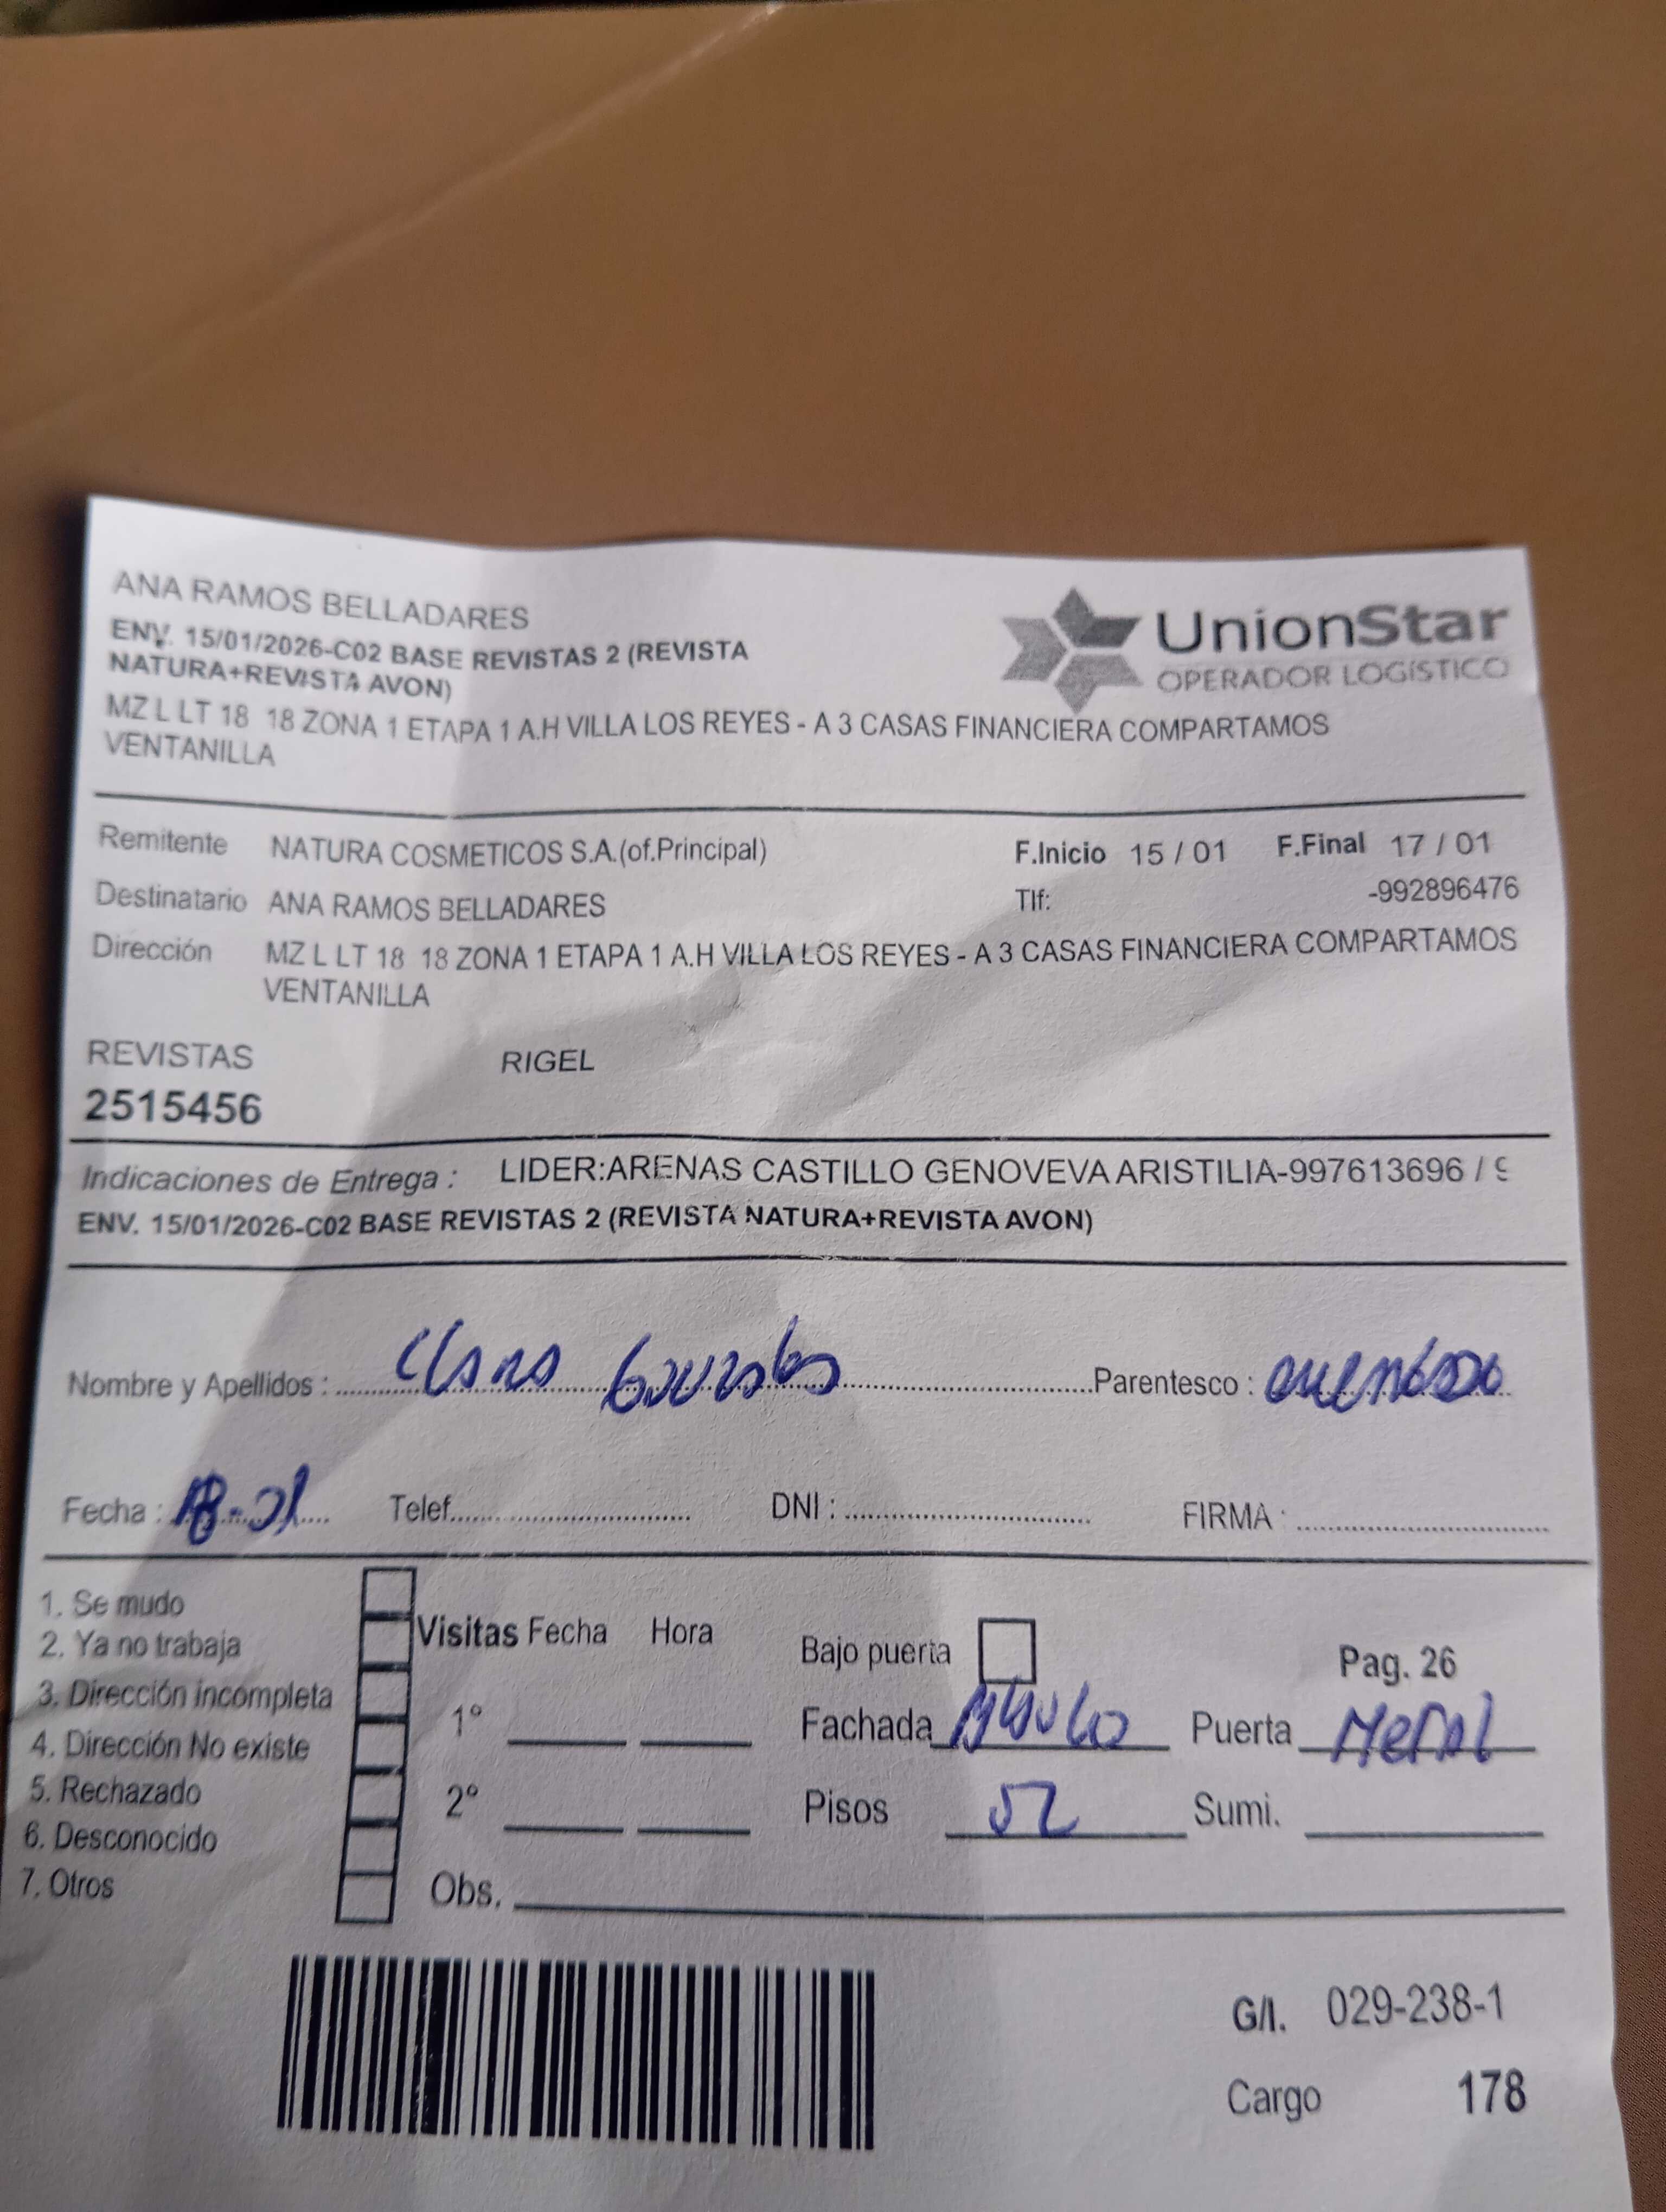 ANA RAMOS BELLADARES
ENV. 15/01/2026-C02 BASE REVISTAS 2 (REVISTA
NATURA+REVISTA AVON)
MZ L LT 18 18 ZONA 1 ETAPA 1 A.H VILLA LOS REYES - A 3 CASAS FINANCIERA COMPARTAMOS
VENTANILLA
UnionStar
OPERADOR LOGÍSTICO
Remitente NATURA COSMETICOS S.A.(of.Principal) F.Inicio 15 / 01 F.Final 17 / 01
Destinatario ANA RAMOS BELLADARES Tlf: -992896476
Dirección MZ L LT 18 18 ZONA 1 ETAPA 1 A.H VILLA LOS REYES - A 3 CASAS FINANCIERA COMPARTAMOS
VENTANILLA
REVISTAS RIGEL
2515456
Indicaciones de Entrega : LIDER:ARENAS CASTILLO GENOVEVA ARISTILIA-997613696 / 9
ENV. 15/01/2026-C02 BASE REVISTAS 2 (REVISTA NATURA+REVISTA AVON)
Nombre y Apellidos : Parentesco :
Fecha : 18-01 Telef. DNI : FIRMA :
1. Se mudo
2. Ya no trabaja
3. Dirección incompleta
4. Dirección No existe
5. Rechazado
6. Desconocido
7. Otros
Visitas Fecha Hora
1°
2°
Obs.
Bajo puerta Pag. 26
Fachada Puerta Metal
Pisos Sumi.
G/I. 029-238-1
Cargo 178